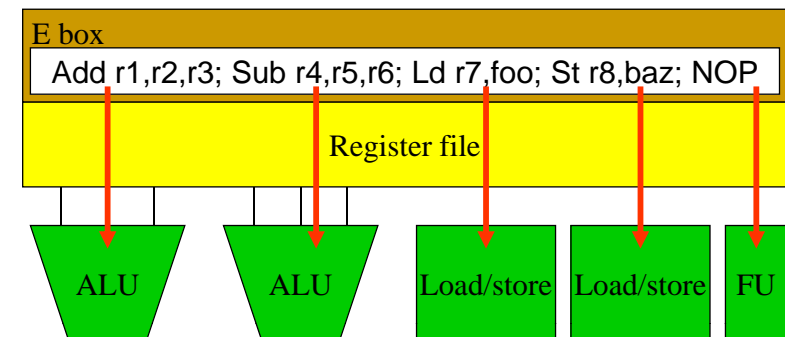 E box
Add r1,r2,r3; Sub r4,r5,r6; Ld r7,foo; St r8,baz; NOP
Register file
ALU ALU Load/store Load/store FU